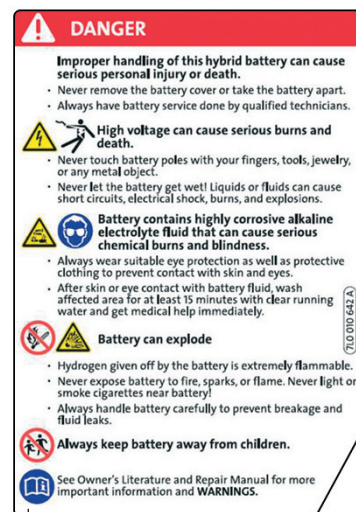 DANGER
Improper handling of this hybrid battery can cause
serious personal injury or death.
· Never remove the battery cover or take the battery apart.
· Always have battery service done by qualified technicians.
High voltage can cause serious burns and
death.
· Never touch battery poles with your fingers, tools, jewelry,
or any metal object.
· Never let the battery get wet! Liquids or fluids can cause
short circuits, electrical shock, burns, and explosions.
Battery contains highly corrosive alkaline
electrolyte fluid that can cause serious
chemical burns and blindness.
· Always wear suitable eye protection as well as protective
clothing to prevent contact with skin and eyes.
· After skin or eye contact with battery fluid, wash
affected area for at least 15 minutes with clear running
water and get medical help immediately.
Battery can explode
· Hydrogen given off by the battery is extremely flammable.
· Never expose battery to fire, sparks, or flame. Never light or
smoke cigarettes near battery!
· Always handle battery carefully to prevent breakage and
fluid leaks.
Always keep battery away from children.
See Owner's Literature and Repair Manual for more
important information and WARNINGS.
7L0 010 642 A